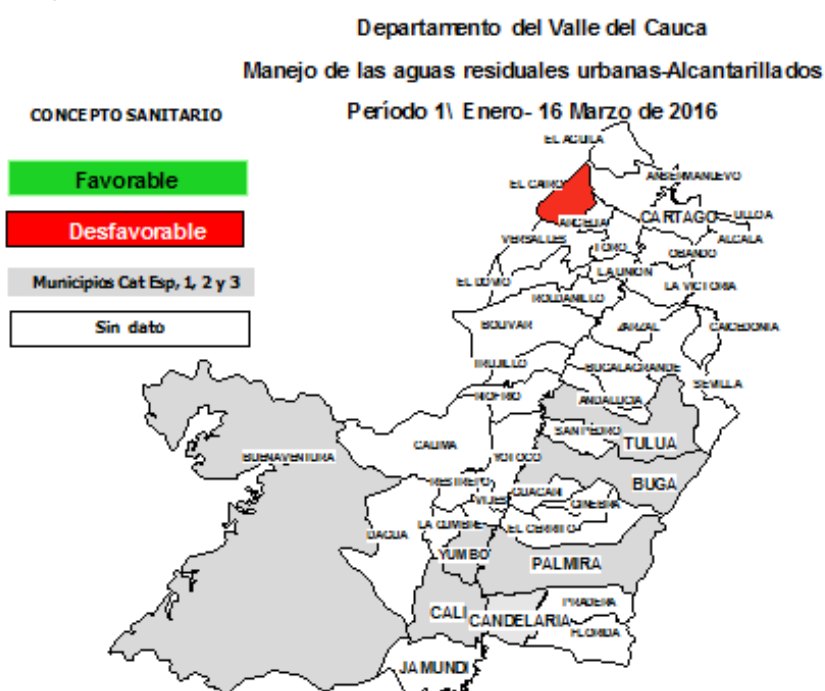 Departamento del Valle del Cauca
Manejo de las aguas residuales urbanas-Alcantarillados
Período 1\ Enero- 16 Marzo de 2016
CONCEPTO SANITARIO
Favorable
Desfavorable
Municipios Cat Esp, 1, 2 y 3
Sin dato
EL AGUILA
ANSERMANUEVO
EL CAIRO
ARGELIA
CARTAGO
ULLOA
VERSALLES
TORO
ALCALA
OBANDO
LA UNION
EL DOVIO
LA VICTORIA
ROLDANILLO
BOLIVAR
ZARZAL
CAICEDONIA
TRUJILLO
BUGALAGRANDE
SEVILLA
RIOFRIO
ANDALUCIA
SAN PEDRO
TULUA
CALIMA
YOTOCO
BUENAVENTURA
RESTREPO
BUGA
VIJES
GUACARI
GINEBRA
DAGUA
LA CUMBRE
EL CERRITO
YUMBO
PALMIRA
PRADERA
CALI
CANDELARIA
FLORIDA
JAMUNDI